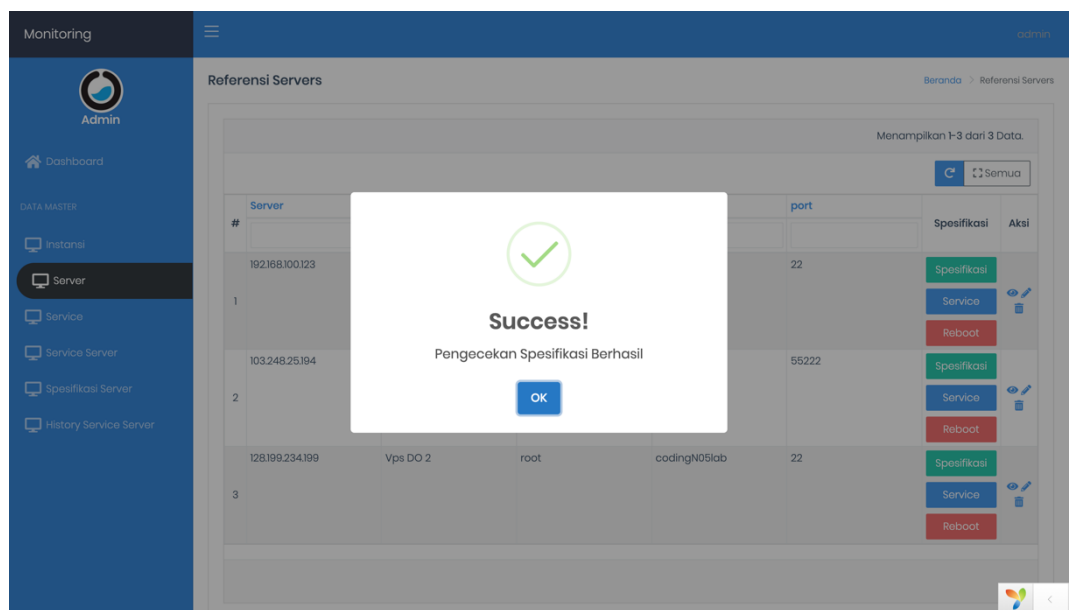 Monitoring
admin
Admin
Referensi Servers
Beranda > Referensi Servers
Dashboard
DATA MASTER
Instansi
Server
Service
Service Server
Spesifikasi Server
History Service Server
Menampilkan 1-3 dari 3 Data.
Semua
# Server port Spesifikasi Aksi
1 192.168.100.123 22 Spesifikasi
Service
Reboot
2 103.248.25.194 55222 Spesifikasi
Service
Reboot
3 128.199.234.199 Vps DO 2 root codingN05lab 22 Spesifikasi
Service
Reboot
Success!
Pengecekan Spesifikasi Berhasil
OK